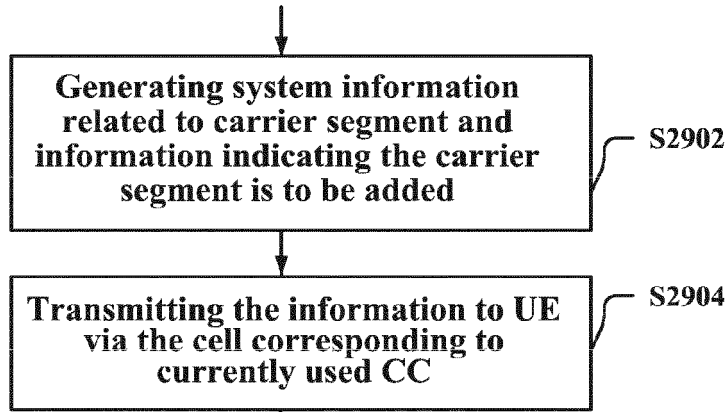 Generating system information
related to carrier segment and
information indicating the carrier
segment is to be added
S2902
Transmitting the information to UE
via the cell corresponding to
currently used CC
S2904